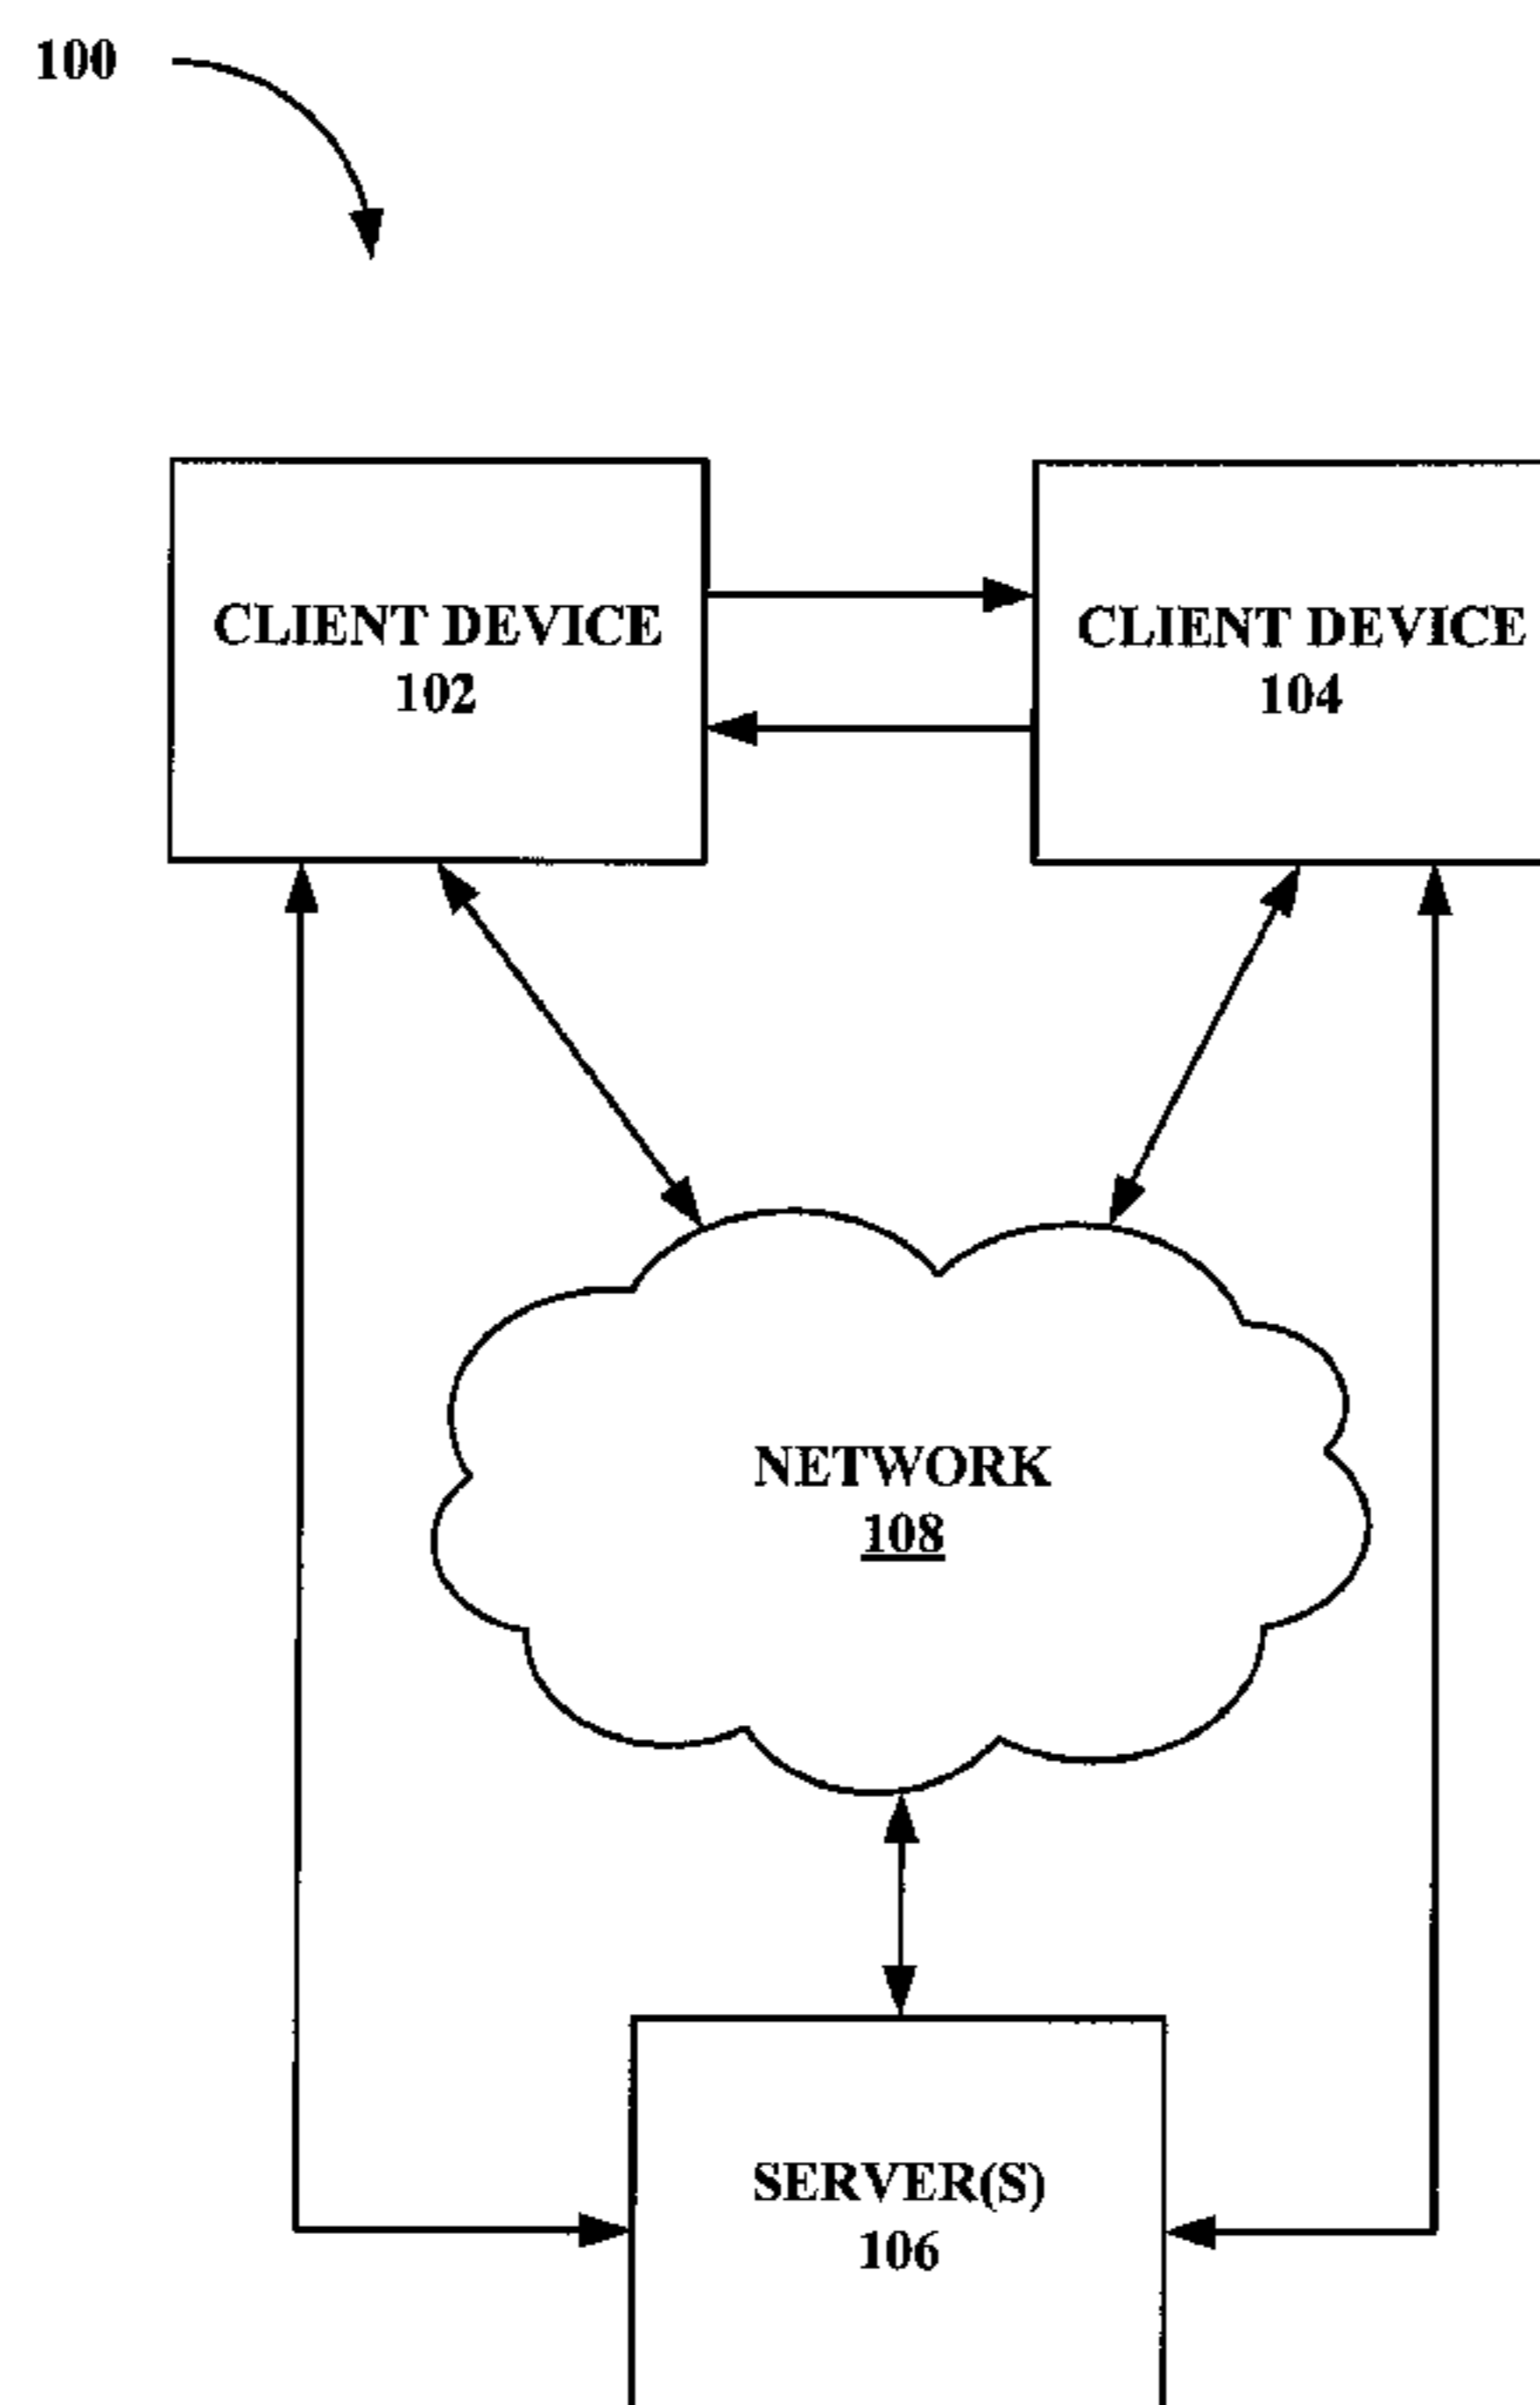 100
CLIENT DEVICE
102
CLIENT DEVICE
104
NETWORK
108
SERVER(S)
106